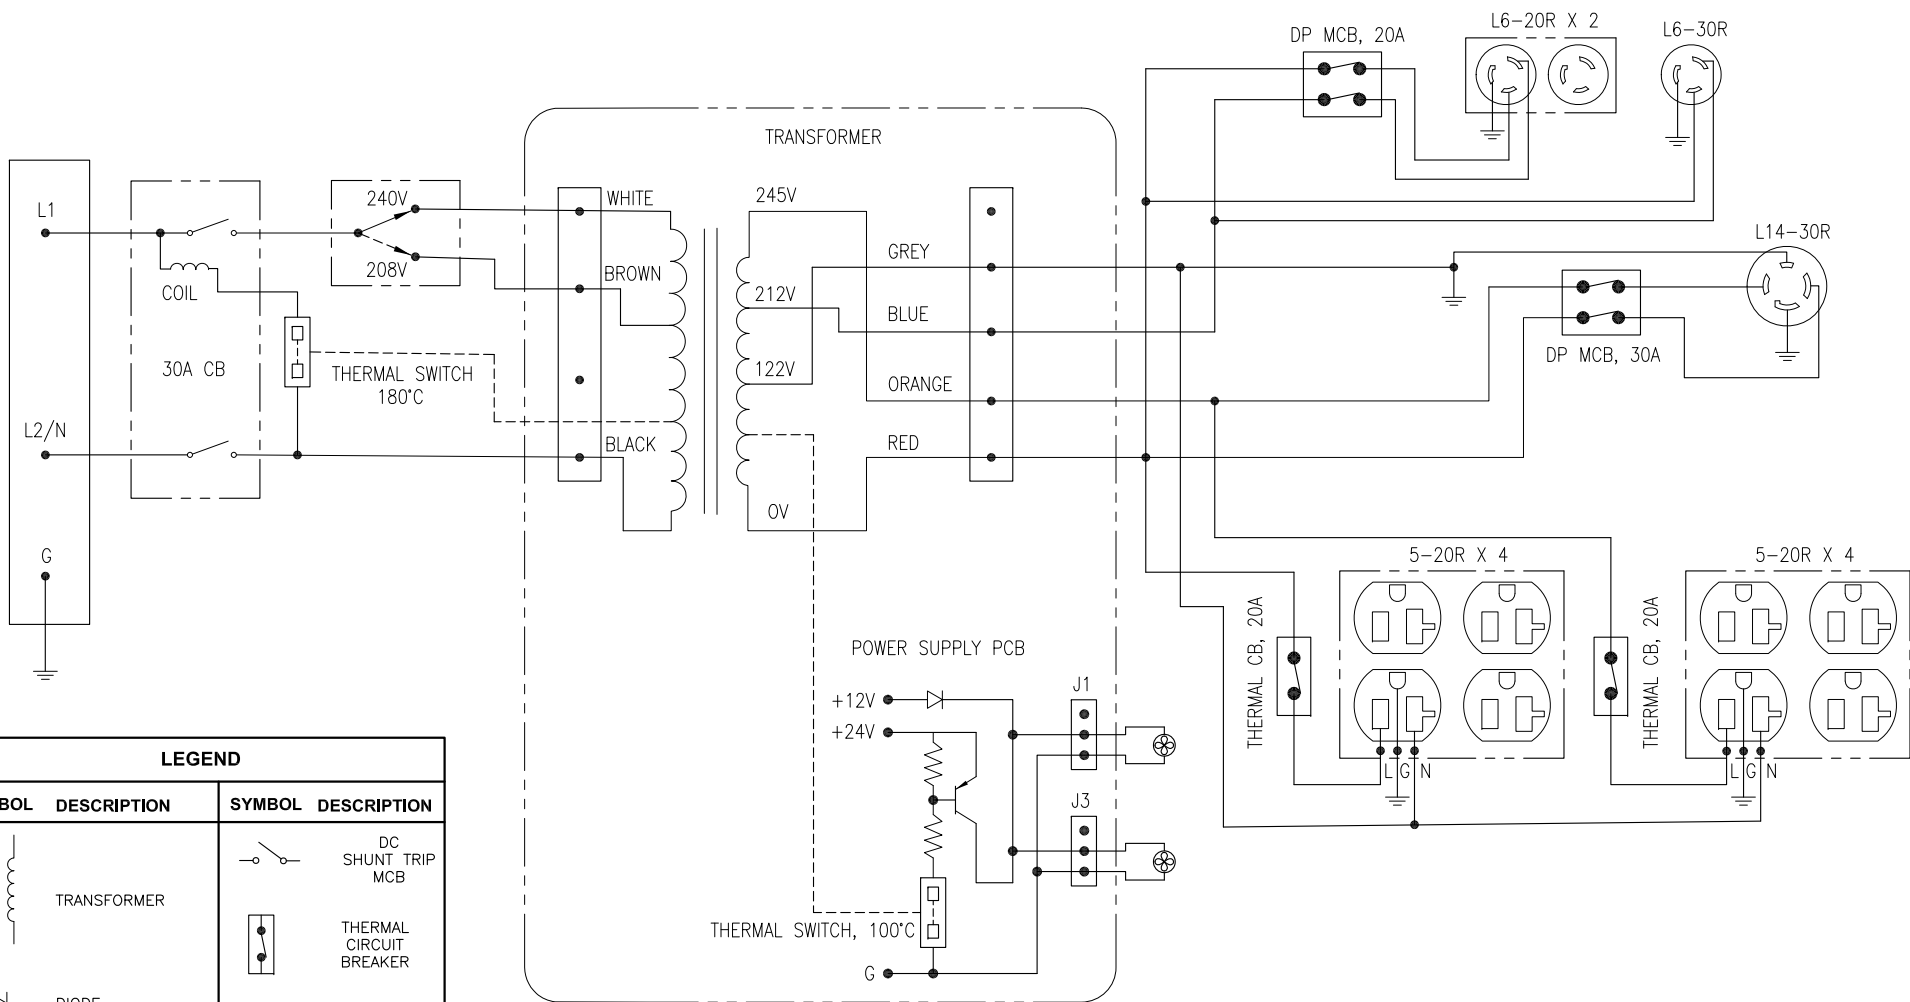 L6-20R X 2
L6-30R
DP MCB, 20A
TRANSFORMER
L1
240V
208V
COIL
30A CB
THERMAL SWITCH
180°C
L2/N
G
WHITE
BROWN
BLACK
245V
212V
122V
0V
GREY
BLUE
ORANGE
RED
L14-30R
DP MCB, 30A
5-20R X 4
5-20R X 4
THERMAL CB, 20A
THERMAL CB, 20A
L G N
L G N
POWER SUPPLY PCB
+12V
+24V
J1
J3
THERMAL SWITCH, 100°C
G
LEGEND
BOL DESCRIPTION
SYMBOL DESCRIPTION
TRANSFORMER
DC
SHUNT TRIP
MCB
THERMAL
CIRCUIT
BREAKER